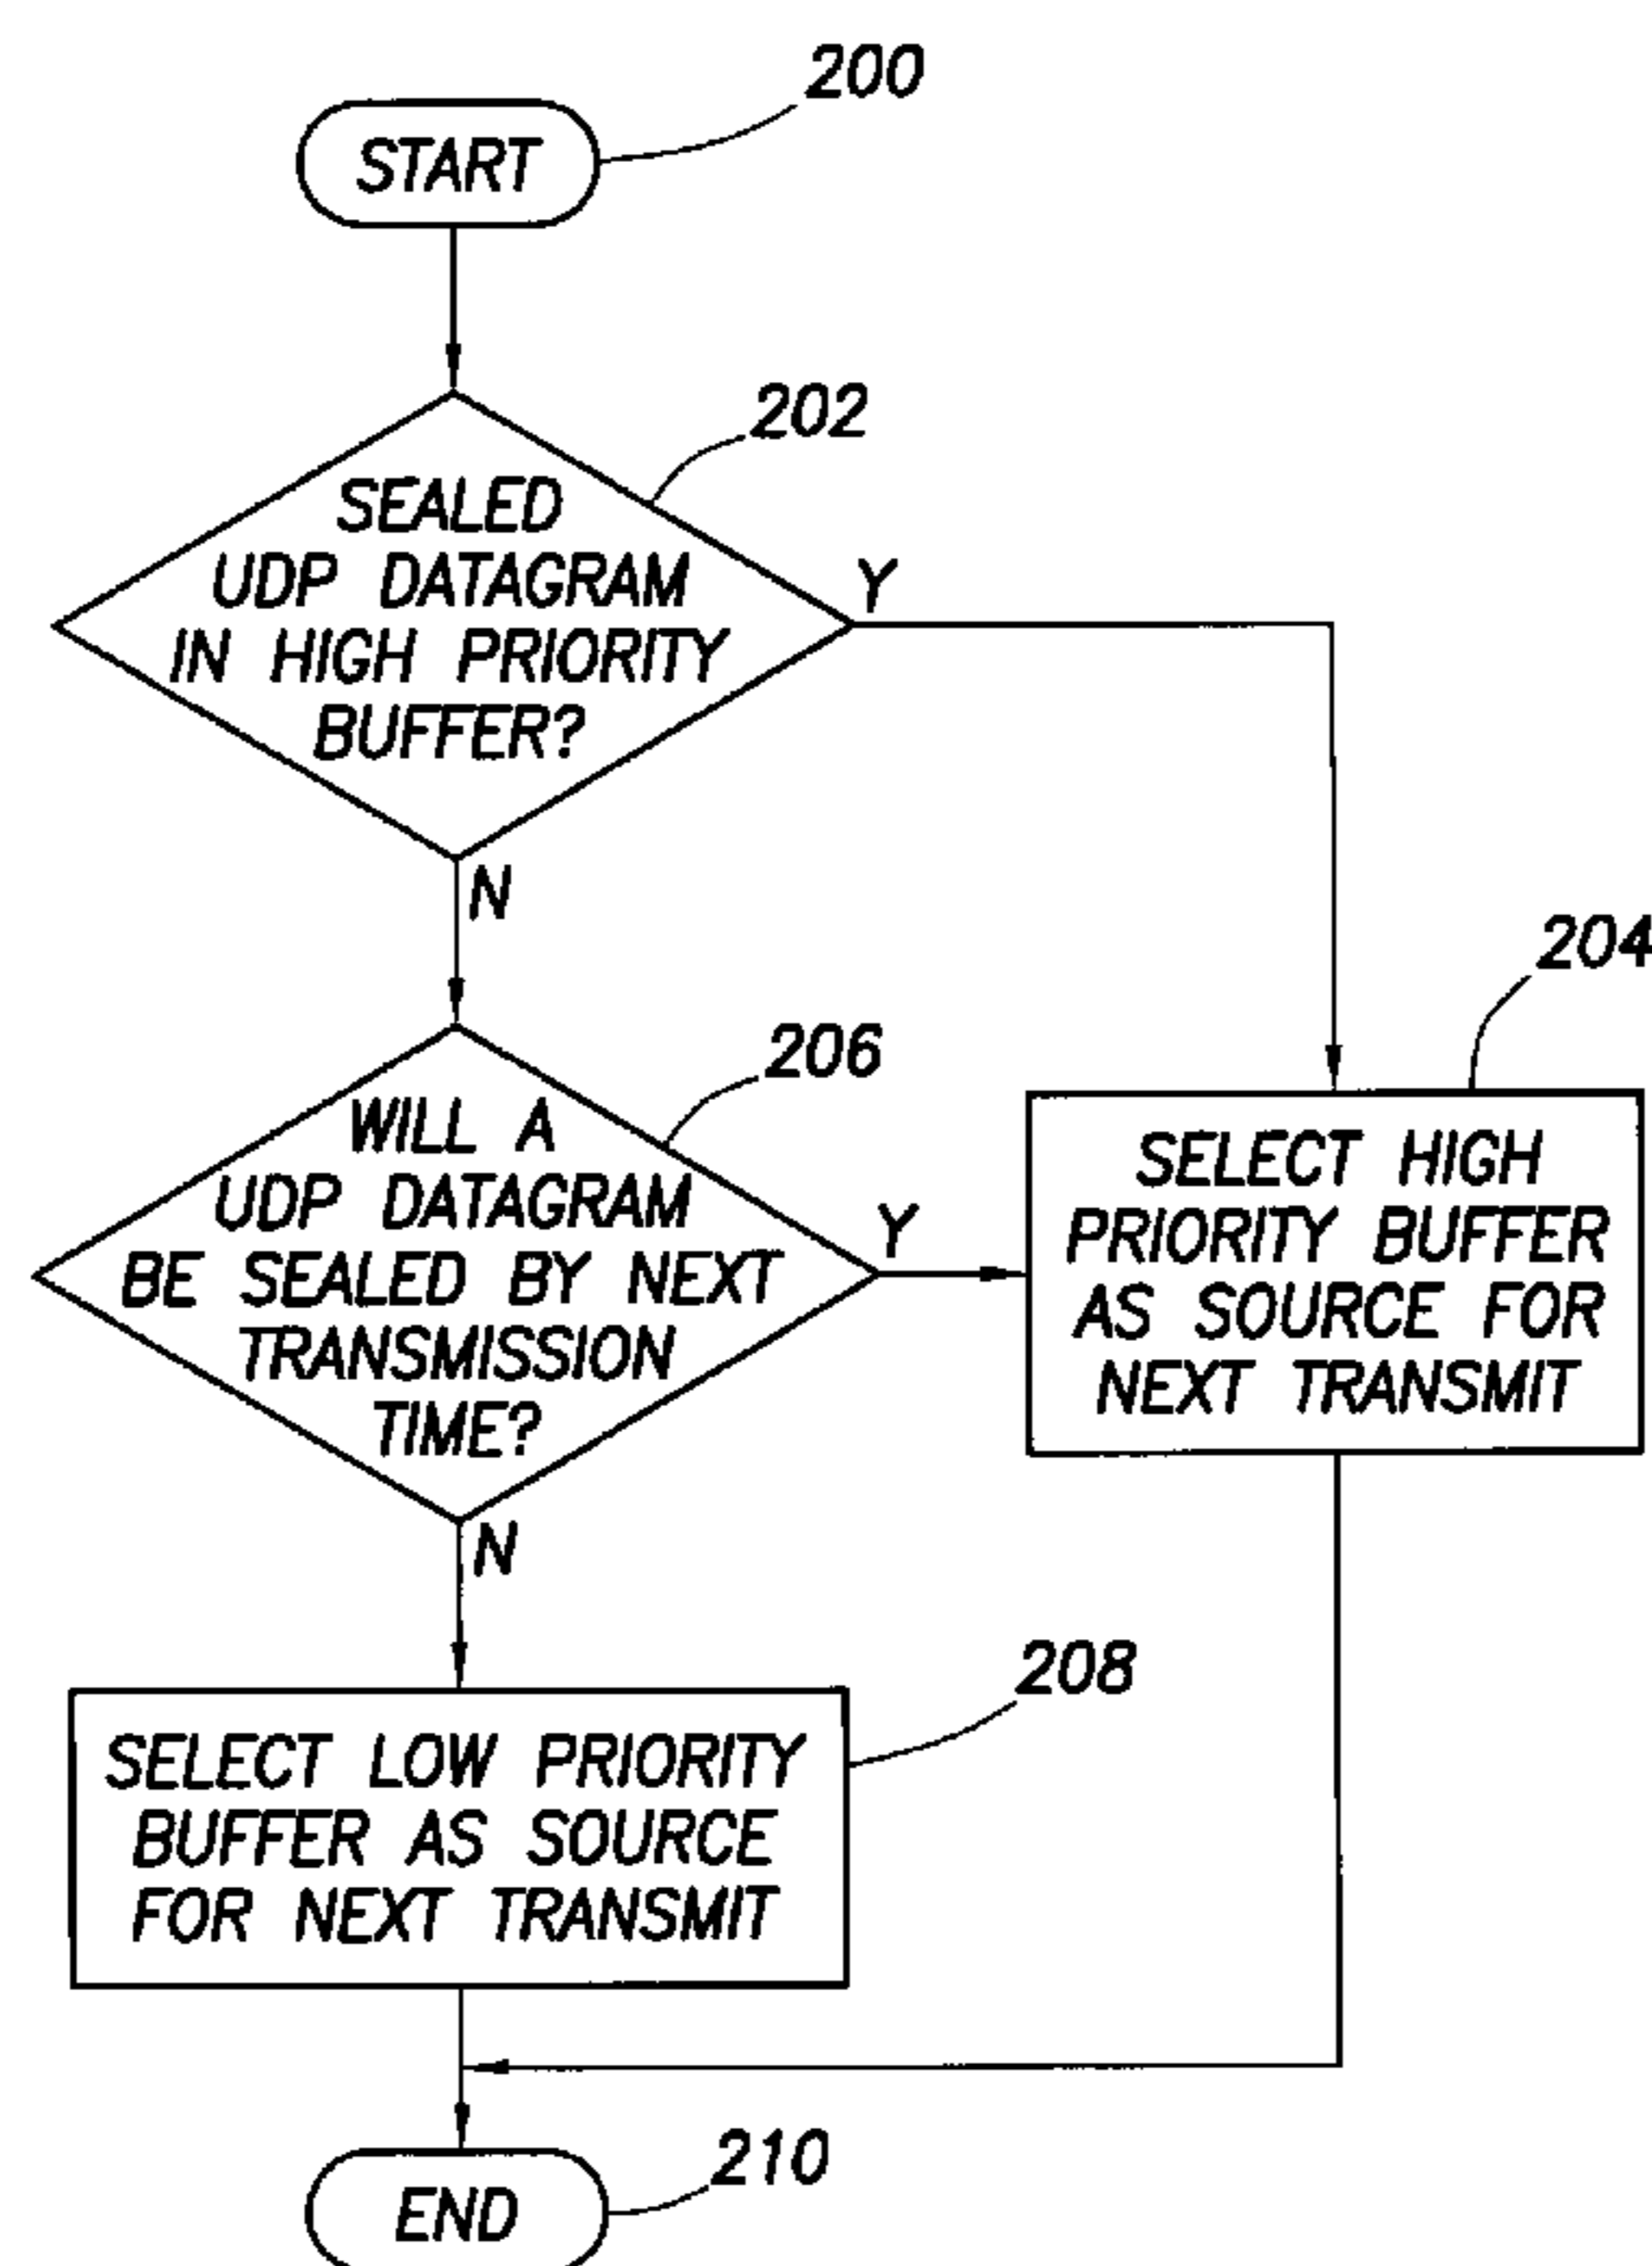 200
START
202
SEALED
UDP DATAGRAM
IN HIGH PRIORITY
BUFFER?
Y
N
204
206
WILL A
UDP DATAGRAM
BE SEALED BY NEXT
TRANSMISSION
TIME?
Y
SELECT HIGH
PRIORITY BUFFER
AS SOURCE FOR
NEXT TRANSMIT
N
208
SELECT LOW PRIORITY
BUFFER AS SOURCE
FOR NEXT TRANSMIT
210
END